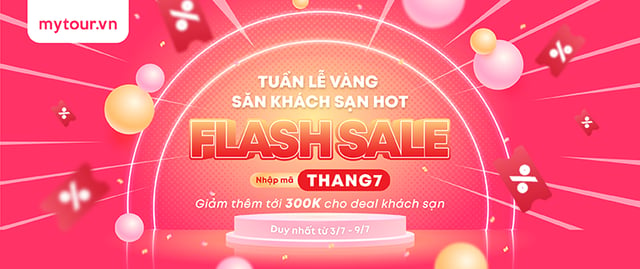 mytour.vn
TUẦN LỄ VÀNG
SĂN KHÁCH SẠN HOT
FLASH SALE
Nhập mã THANG7
Giảm thêm tới 300K cho deal khách sạn
Duy nhất từ 3/7 - 9/7